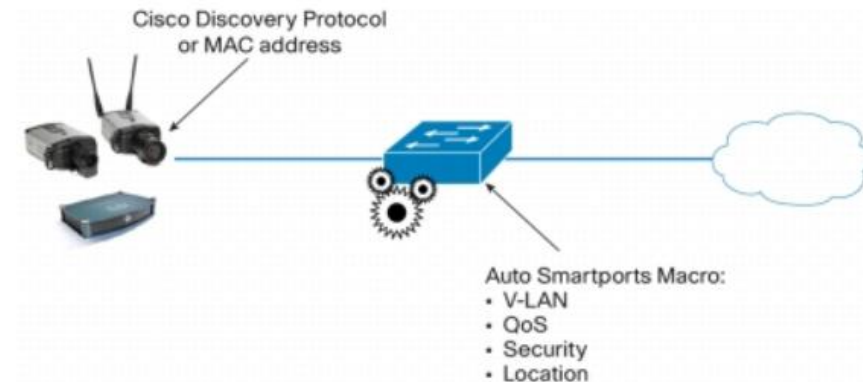 Cisco Discovery Protocol
or MAC address
Auto Smartports Macro:
• V-LAN
• QoS
• Security
• Location